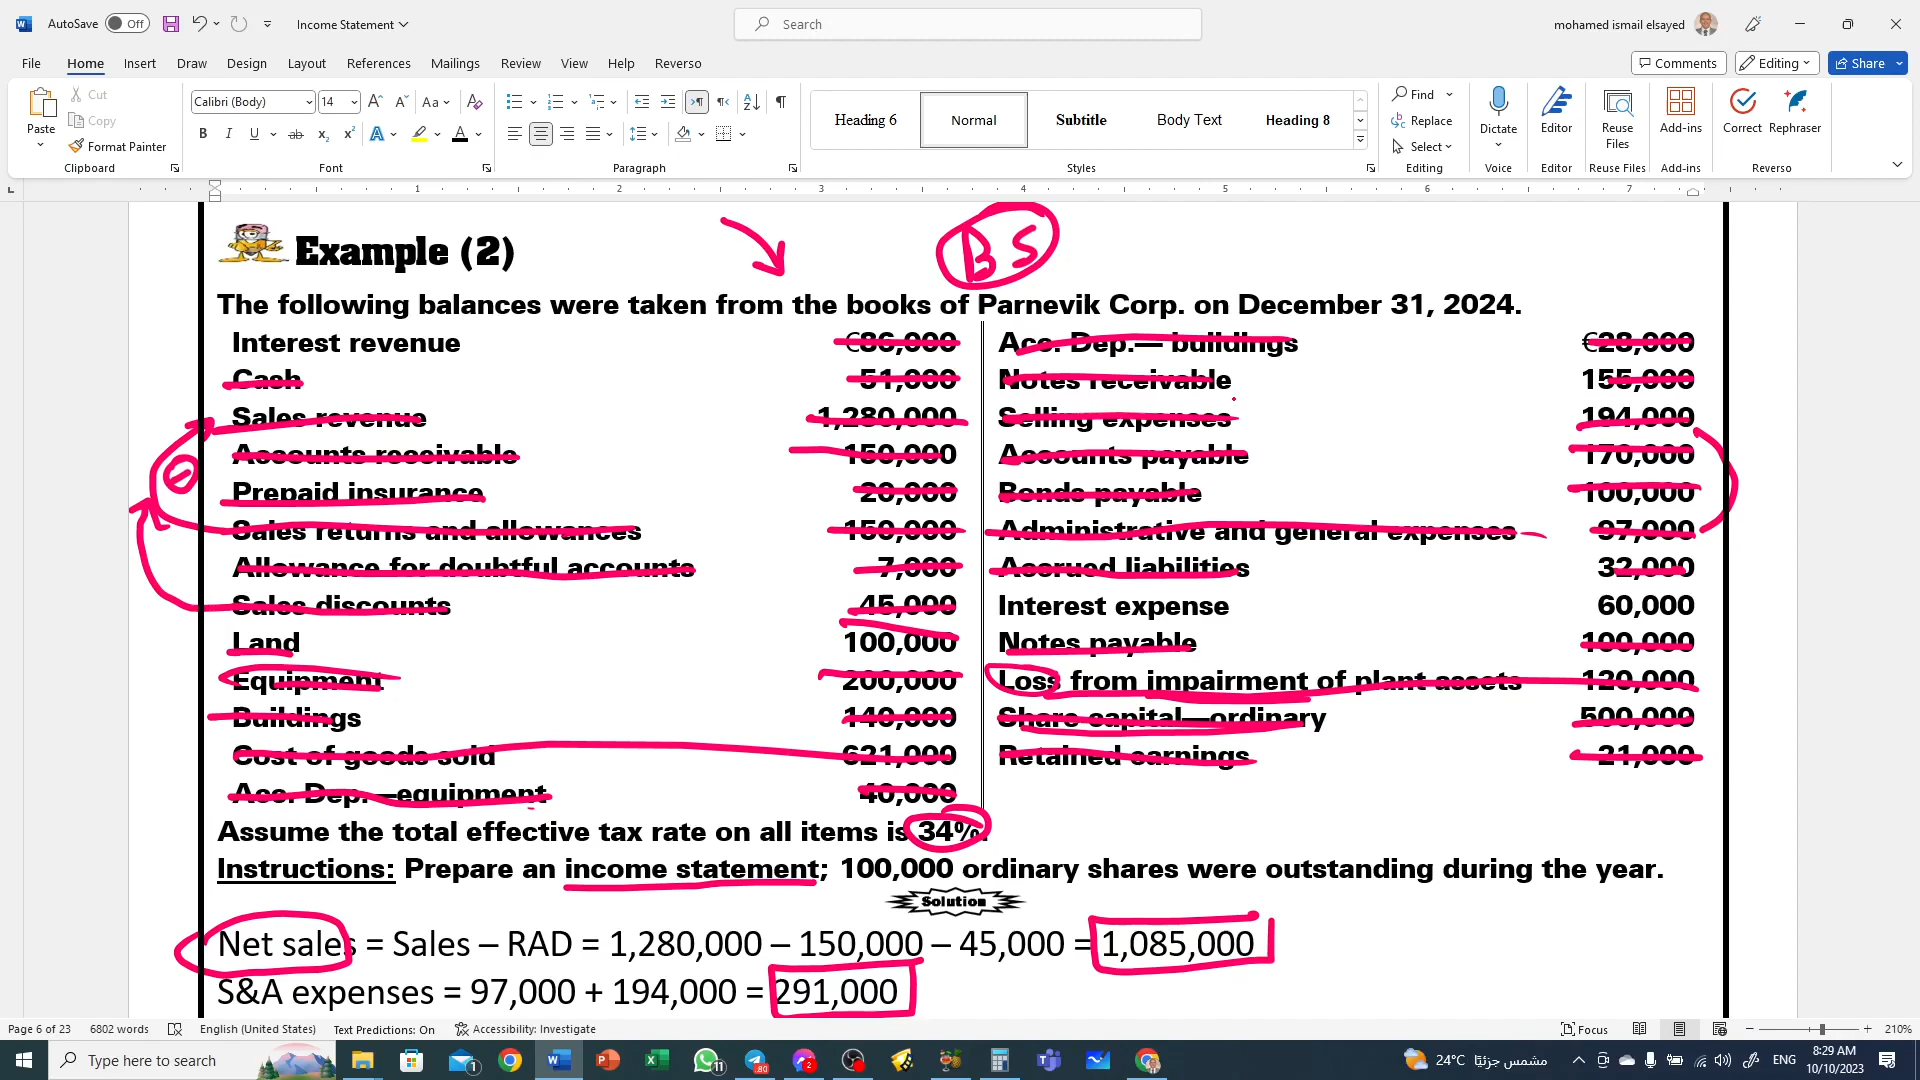 AutoSave Off Income Statement Search mohamed ismail elsayed
File Home Insert Draw Design Layout References Mailings Review View Help Reverso Comments Editing Share
Paste Cut Copy Format Painter
Calibri (Body) 14
Heading 6 Normal Subtitle Body Text Heading 8
Find Replace Select
Dictate Editor Reuse Files Add-ins Correct Rephraser
Clipboard Font Paragraph Styles Editing Voice Editor Reuse Files Add-ins Reverso
1 2 3 4 5 6 7
Example (2) BS
The following balances were taken from the books of Parnevik Corp. on December 31, 2024.
Interest revenue €86,000 Acc. Dep.— buildings €28,000
Cash 51,000 Notes receivable 155,000
Sales revenue 1,280,000 Selling expenses 194,000
Accounts receivable 150,000 Accounts payable 170,000
Prepaid insurance 20,000 Bonds payable 100,000
Sales returns and allowances 150,000 Administrative and general expenses 97,000
Allowance for doubtful accounts 7,000 Accrued liabilities 32,000
Sales discounts 45,000 Interest expense 60,000
Land 100,000 Notes payable 100,000
Equipment 200,000 Loss from impairment of plant assets 120,000
Buildings 140,000 Share capital—ordinary 500,000
Cost of goods sold 621,000 Retained earnings 21,000
Acc. Dep.—equipment 40,000
Assume the total effective tax rate on all items is 34%.
Instructions: Prepare an income statement; 100,000 ordinary shares were outstanding during the year.
Solution
Net sales = Sales – RAD = 1,280,000 – 150,000 – 45,000 = 1,085,000
S&A expenses = 97,000 + 194,000 = 291,000
Page 6 of 23 6802 words English (United States) Text Predictions: On Accessibility: Investigate Focus 210%
Type here to search 24°C مشمس جزئيًا ENG 8:29 AM
10/10/2023